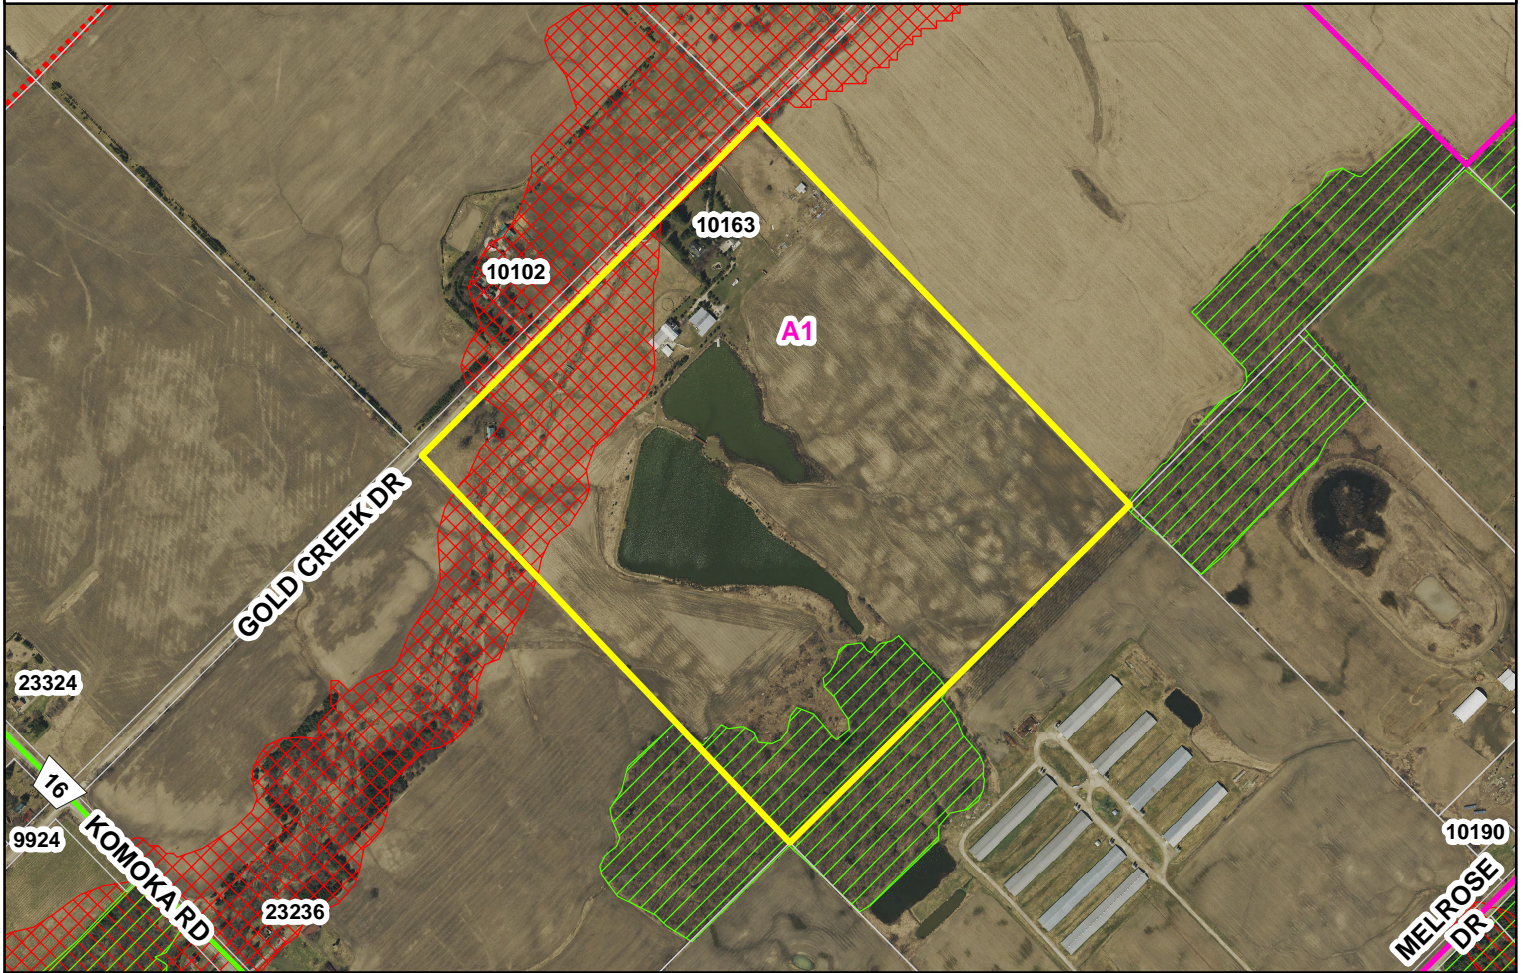 10163
10102
A1
GOLD CREEK DR
23324
16
9924
KOMOKA RD
23236
10190
MELROSE
DR